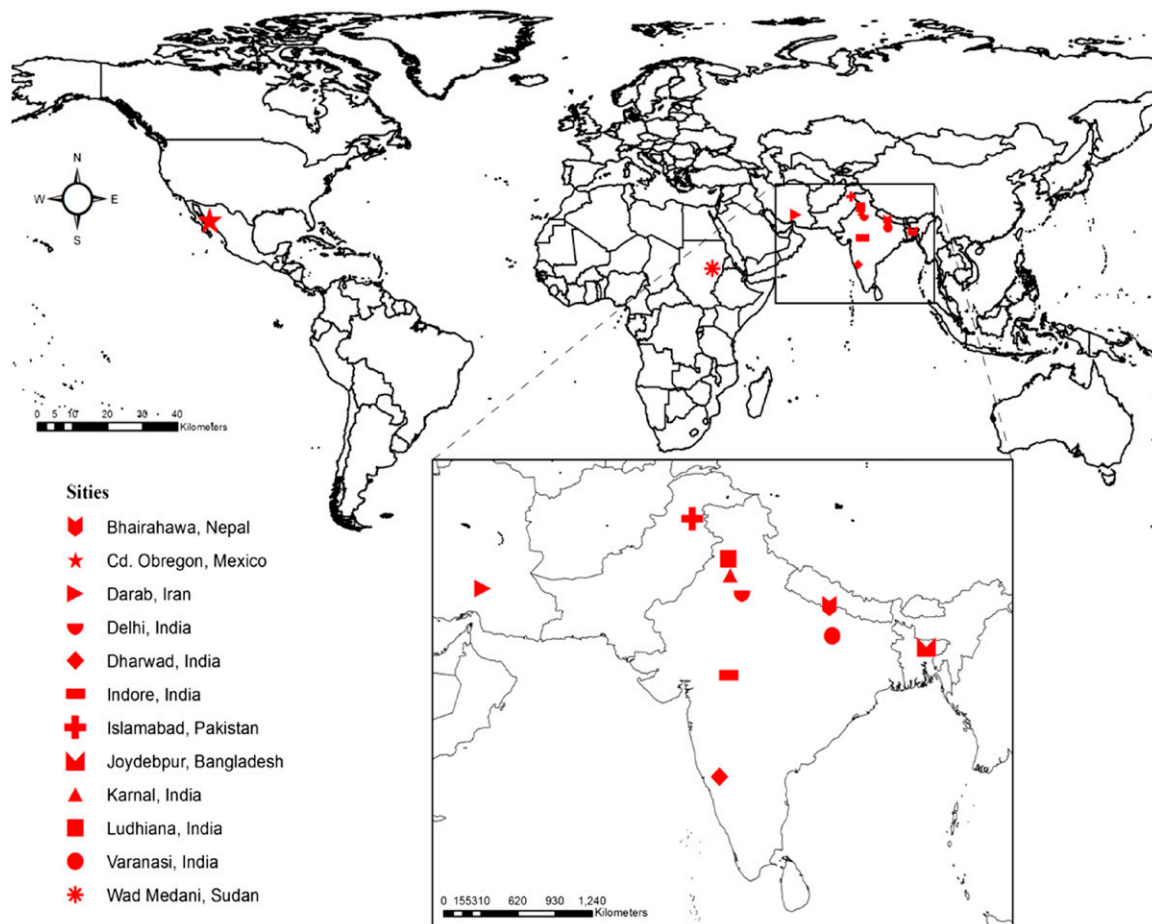 N
W E
S
0 5 10 20 30 40
Kilometers
Sities
Bhairahawa, Nepal
Cd. Obregon, Mexico
Darab, Iran
Delhi, India
Dharwad, India
Indore, India
Islamabad, Pakistan
Joydebpur, Bangladesh
Karnal, India
Ludhiana, India
Varanasi, India
Wad Medani, Sudan
0 155310 620 930 1,240
Kilometers